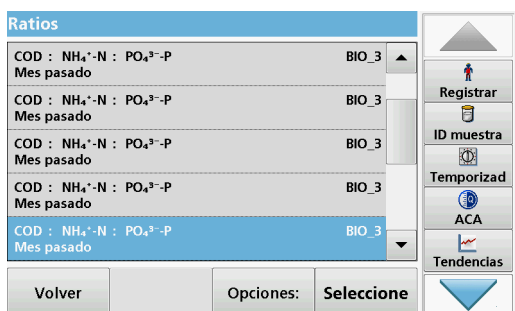 Ratios
COD : NH₄⁺-N : PO₄³⁻-P BIO_3
Mes pasado
COD : NH₄⁺-N : PO₄³⁻-P BIO_3
Mes pasado
COD : NH₄⁺-N : PO₄³⁻-P BIO_3
Mes pasado
COD : NH₄⁺-N : PO₄³⁻-P BIO_3
Mes pasado
COD : NH₄⁺-N : PO₄³⁻-P BIO_3
Mes pasado
Registrar
ID muestra
Temporizad
ACA
Tendencias
Volver
Opciones:
Seleccione